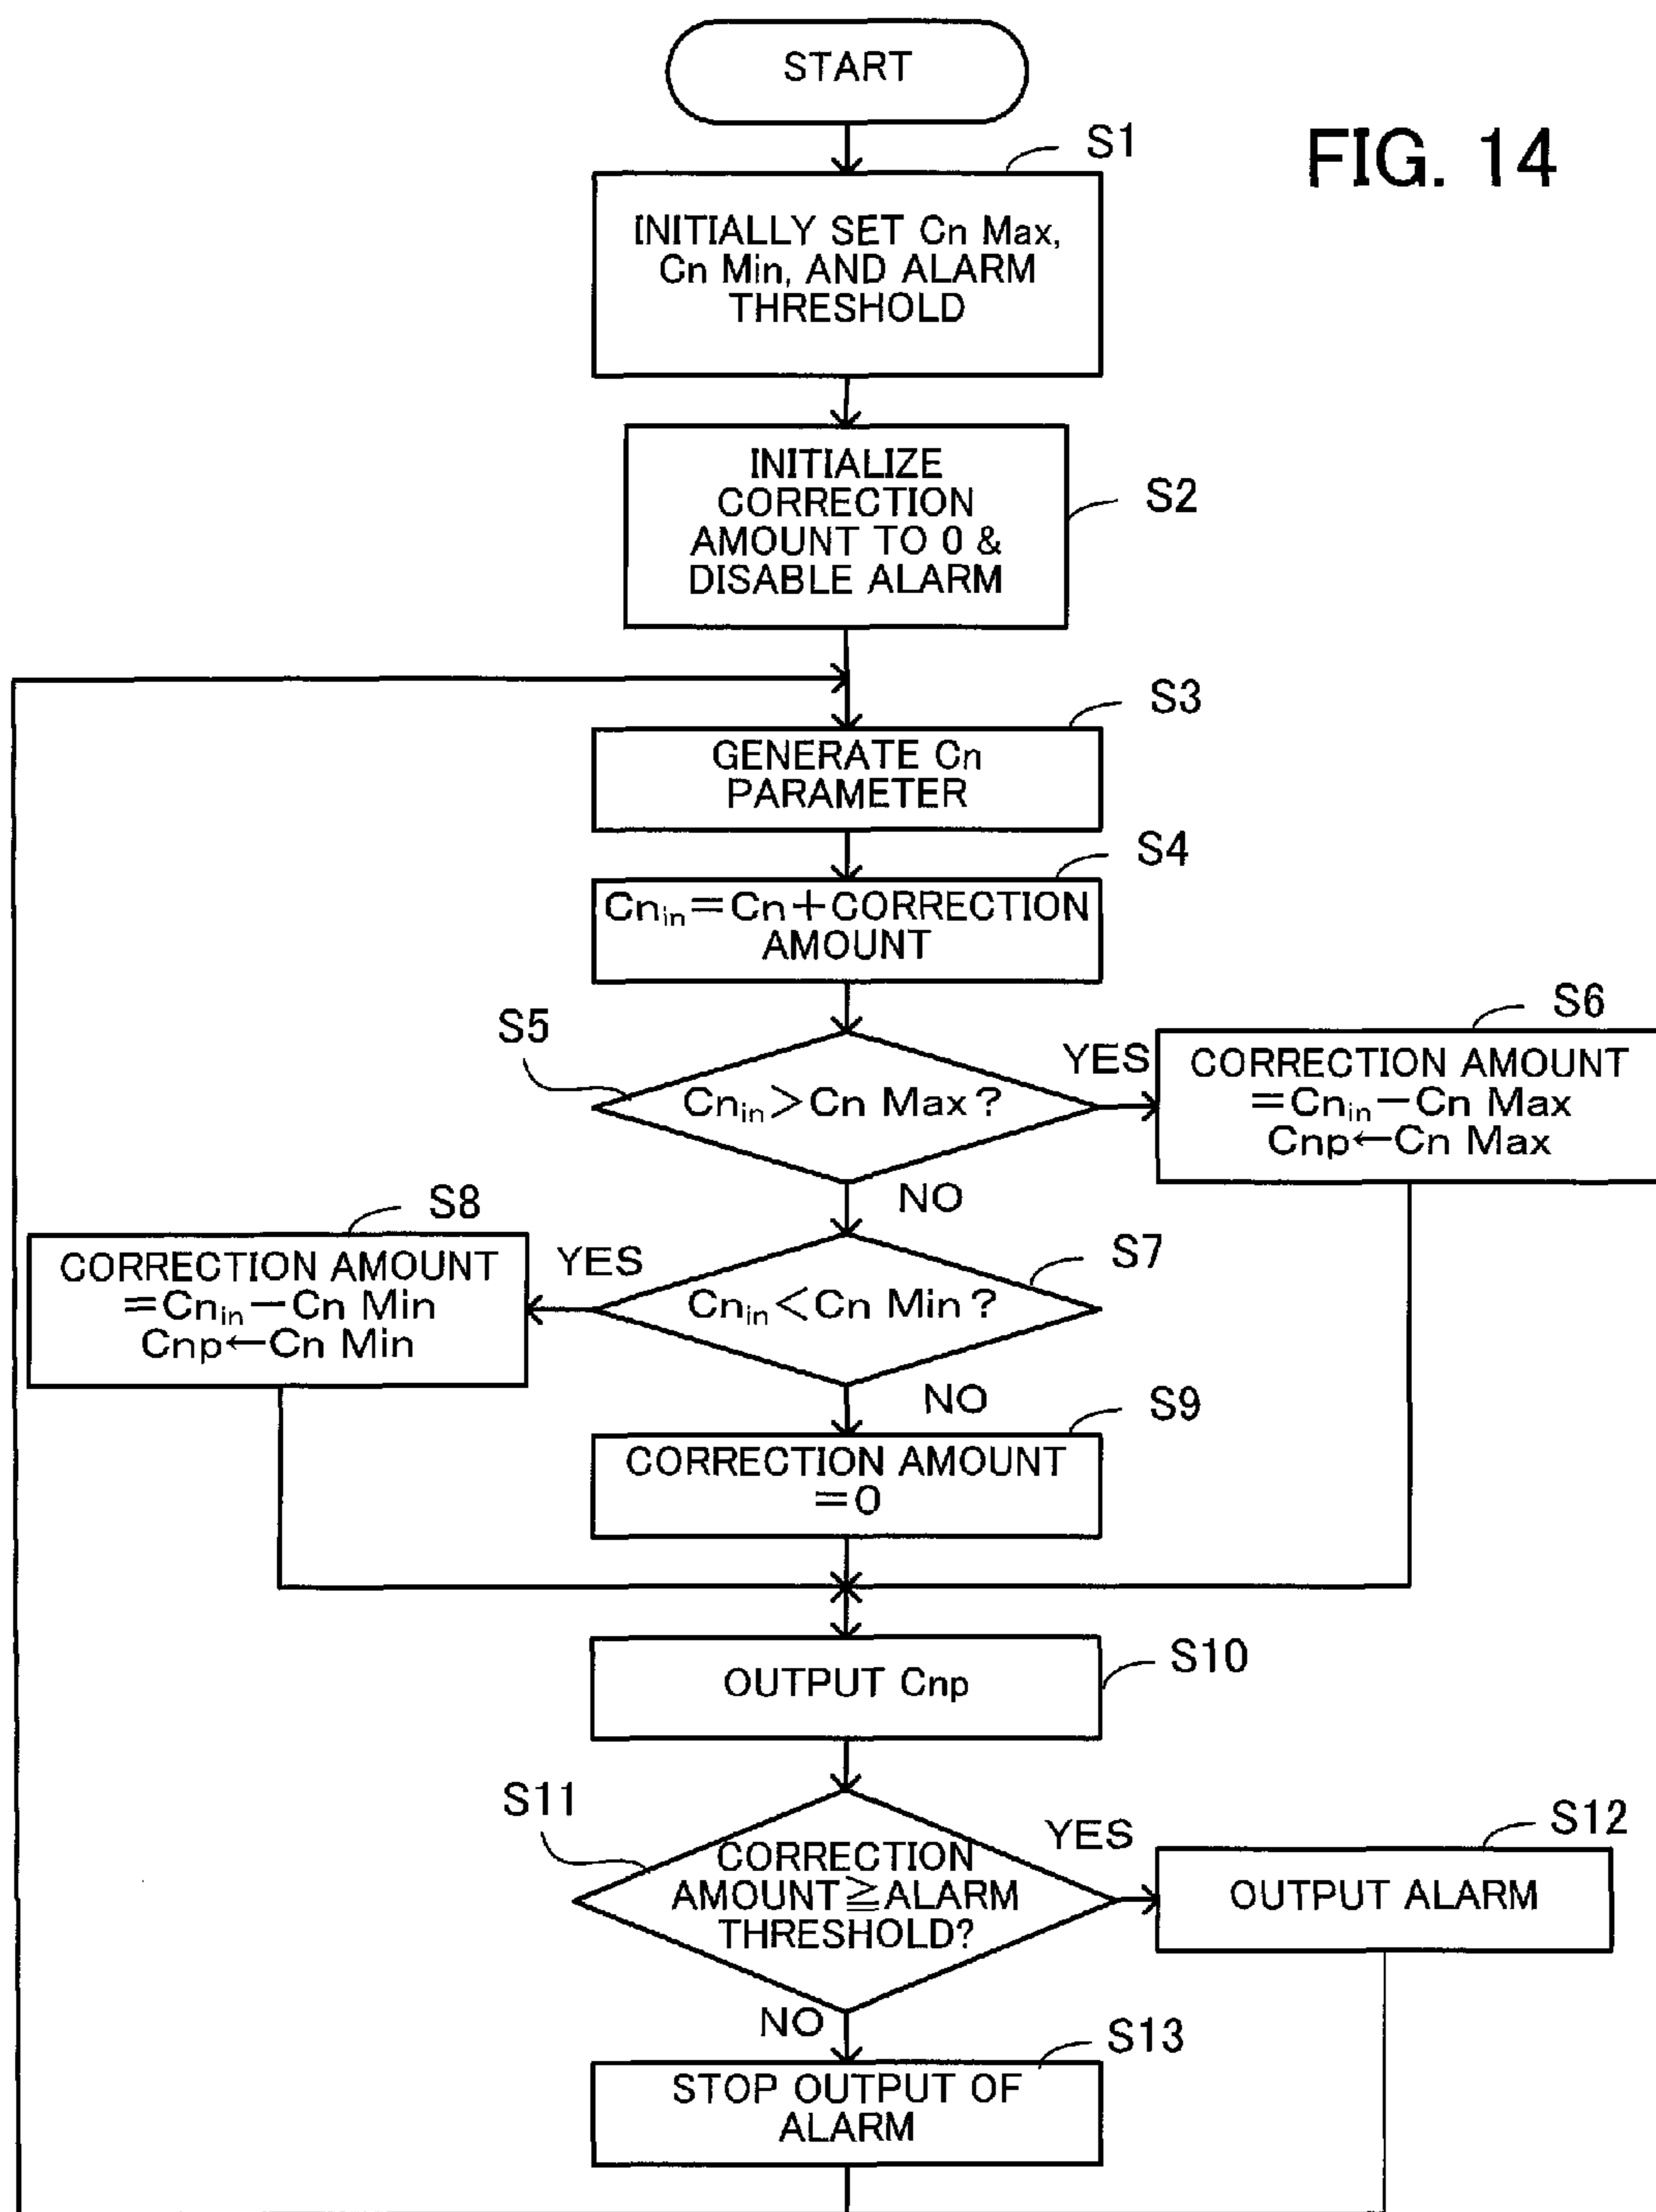 START
FIG. 14
S1
INITIALLY SET Cn Max,
Cn Min, AND ALARM
THRESHOLD
S2
INITIALIZE
CORRECTION
AMOUNT TO 0 &
DISABLE ALARM
S3
GENERATE Cn
PARAMETER
S4
Cnin=Cn+CORRECTION
AMOUNT
S5
Cnin>Cn Max?
YES
S6
CORRECTION AMOUNT
=Cnin−Cn Max
Cnp←Cn Max
NO
S7
Cnin<Cn Min?
YES
S8
CORRECTION AMOUNT
=Cnin−Cn Min
Cnp←Cn Min
NO
S9
CORRECTION AMOUNT
=0
S10
OUTPUT Cnp
S11
CORRECTION
AMOUNT≧ALARM
THRESHOLD?
YES
S12
OUTPUT ALARM
NO
S13
STOP OUTPUT OF
ALARM